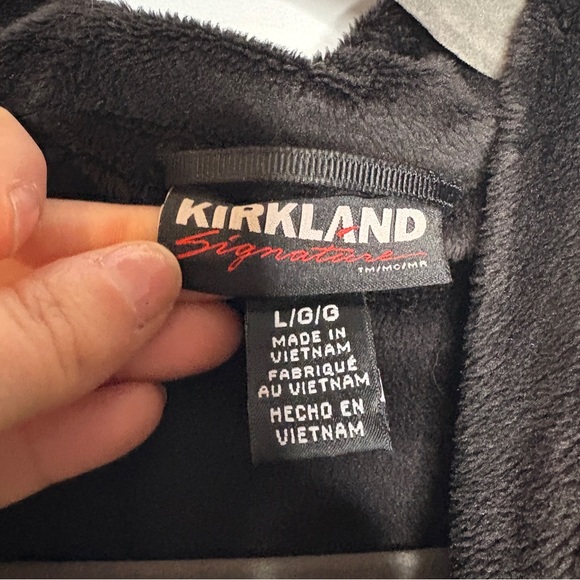 KIRKLAND
Signature
TM/MC/MR
L/G/G
MADE IN
VIETNAM
FABRIQUÉ
AU VIETNAM
HECHO EN
VIETNAM